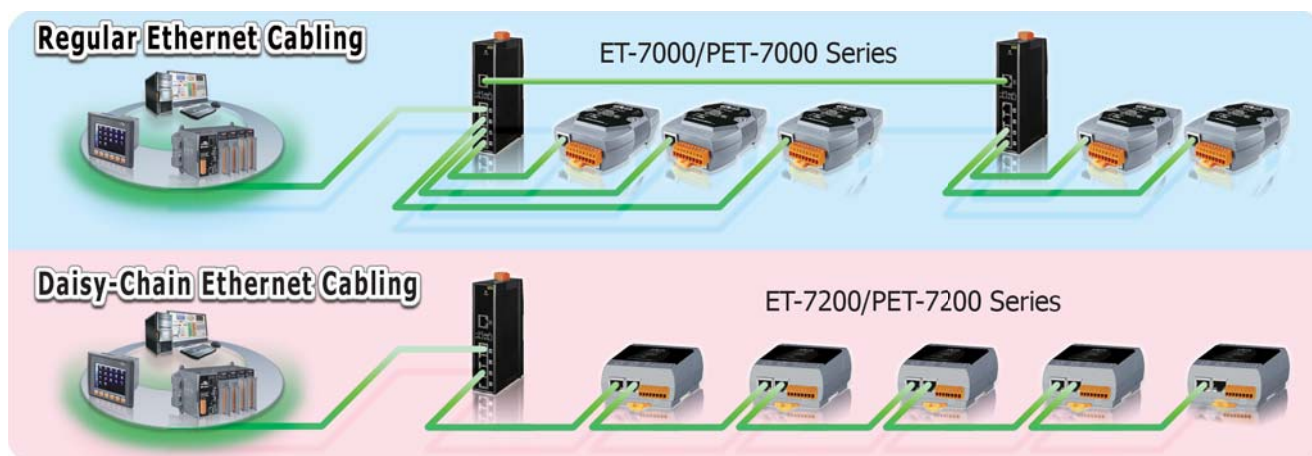 Regular Ethernet Cabling
ET-7000/PET-7000 Series
Daisy-Chain Ethernet Cabling
ET-7200/PET-7200 Series